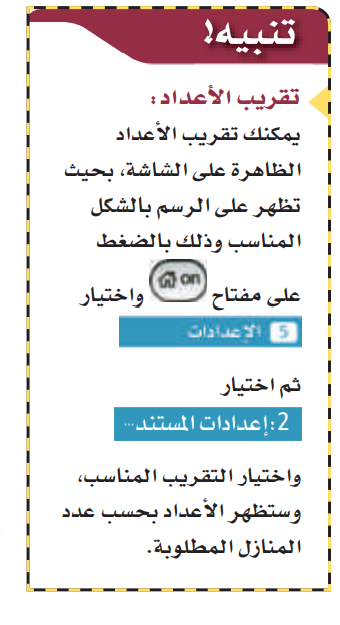 تنبيه!
تقريب الأعداد:
يمكنك تقريب الأعداد
الظاهرة على الشاشة، بحيث
تظهر على الرسم بالشكل
المناسب وذلك بالضغط
على مفتاح on واختيار
5 الإعدادات
ثم اختيار
2:إعدادات المستند...
واختيار التقريب المناسب،
وستظهر الأعداد بحسب عدد
المنازل المطلوبة.